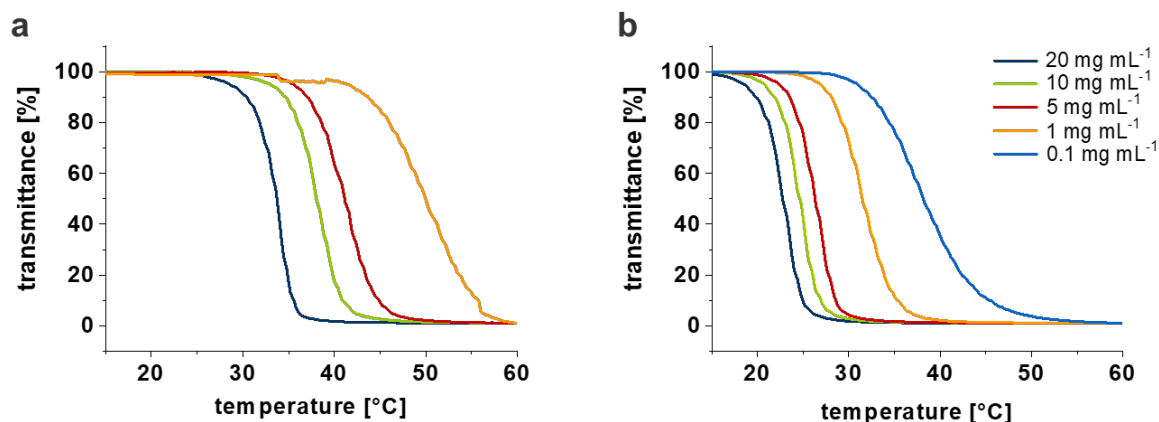 a
transmittance [%]
100
80
60
40
20
0
20 30 40 50 60
temperature [°C]
b
transmittance [%]
100
80
60
40
20
0
20 30 40 50 60
temperature [°C]
20 mg mL⁻¹
10 mg mL⁻¹
5 mg mL⁻¹
1 mg mL⁻¹
0.1 mg mL⁻¹